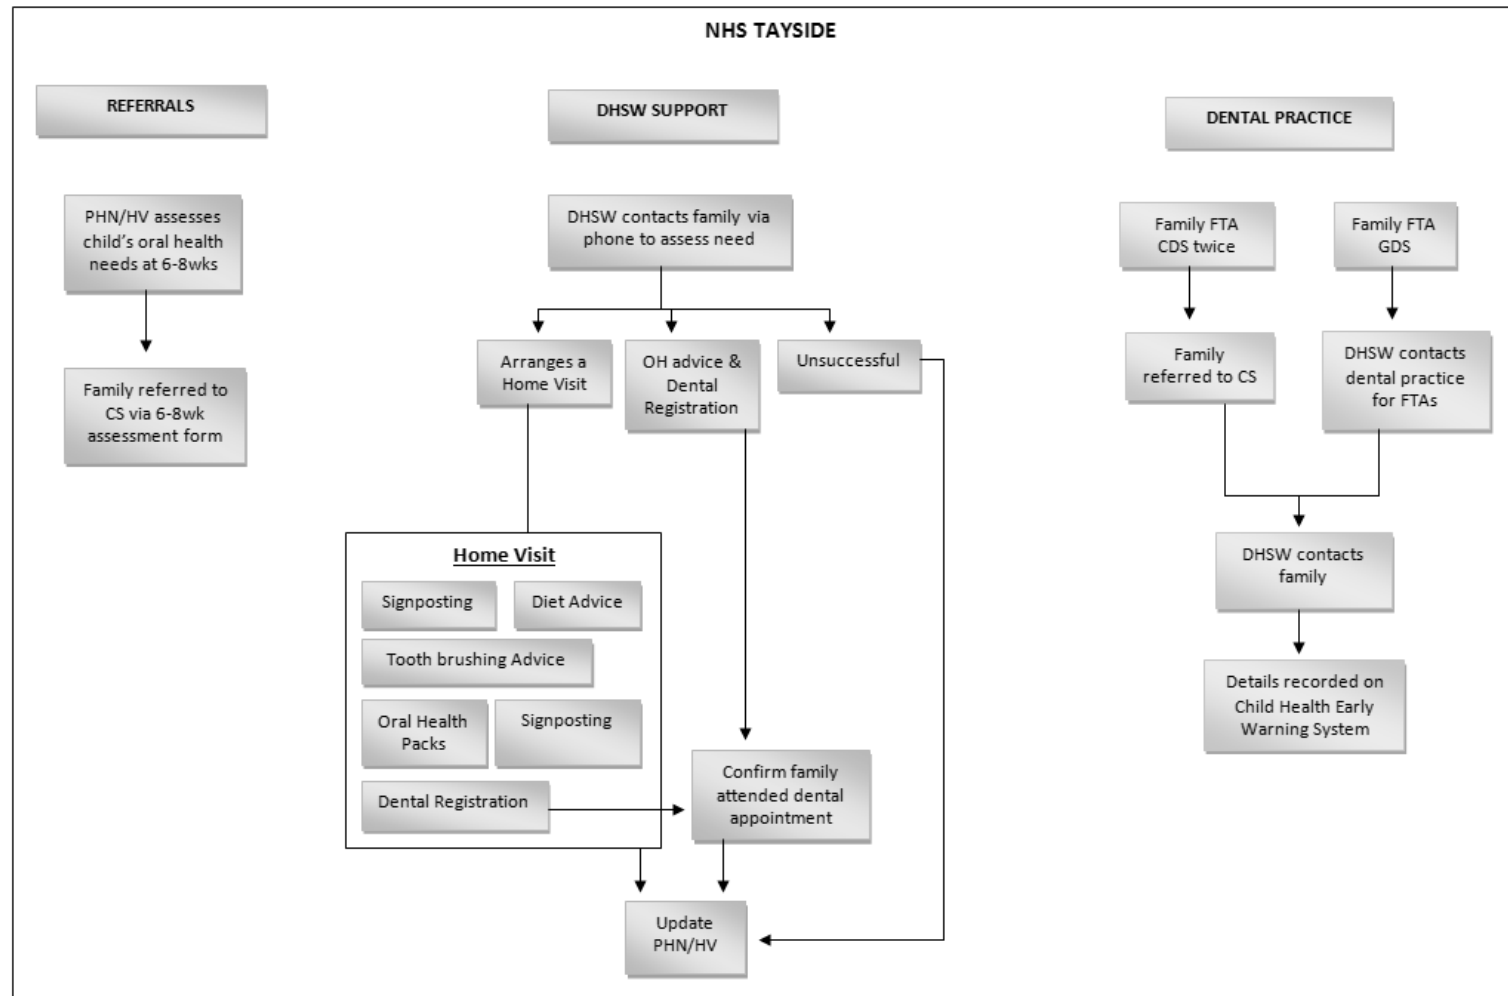 NHS TAYSIDE
REFERRALS
PHN/HV assesses
child's oral health
needs at 6-8wks
Family referred to
CS via 6-8wk
assessment form
DHSW SUPPORT
DHSW contacts family via
phone to assess need
Arranges a
Home Visit
OH advice &
Dental
Registration
Unsuccessful
Home Visit
Signposting
Diet Advice
Tooth brushing Advice
Oral Health
Packs
Signposting
Dental Registration
Confirm family
attended dental
appointment
Update
PHN/HV
DENTAL PRACTICE
Family FTA
CDS twice
Family FTA
GDS
Family
referred to CS
DHSW contacts
dental practice
for FTAs
DHSW contacts
family
Details recorded on
Child Health Early
Warning System